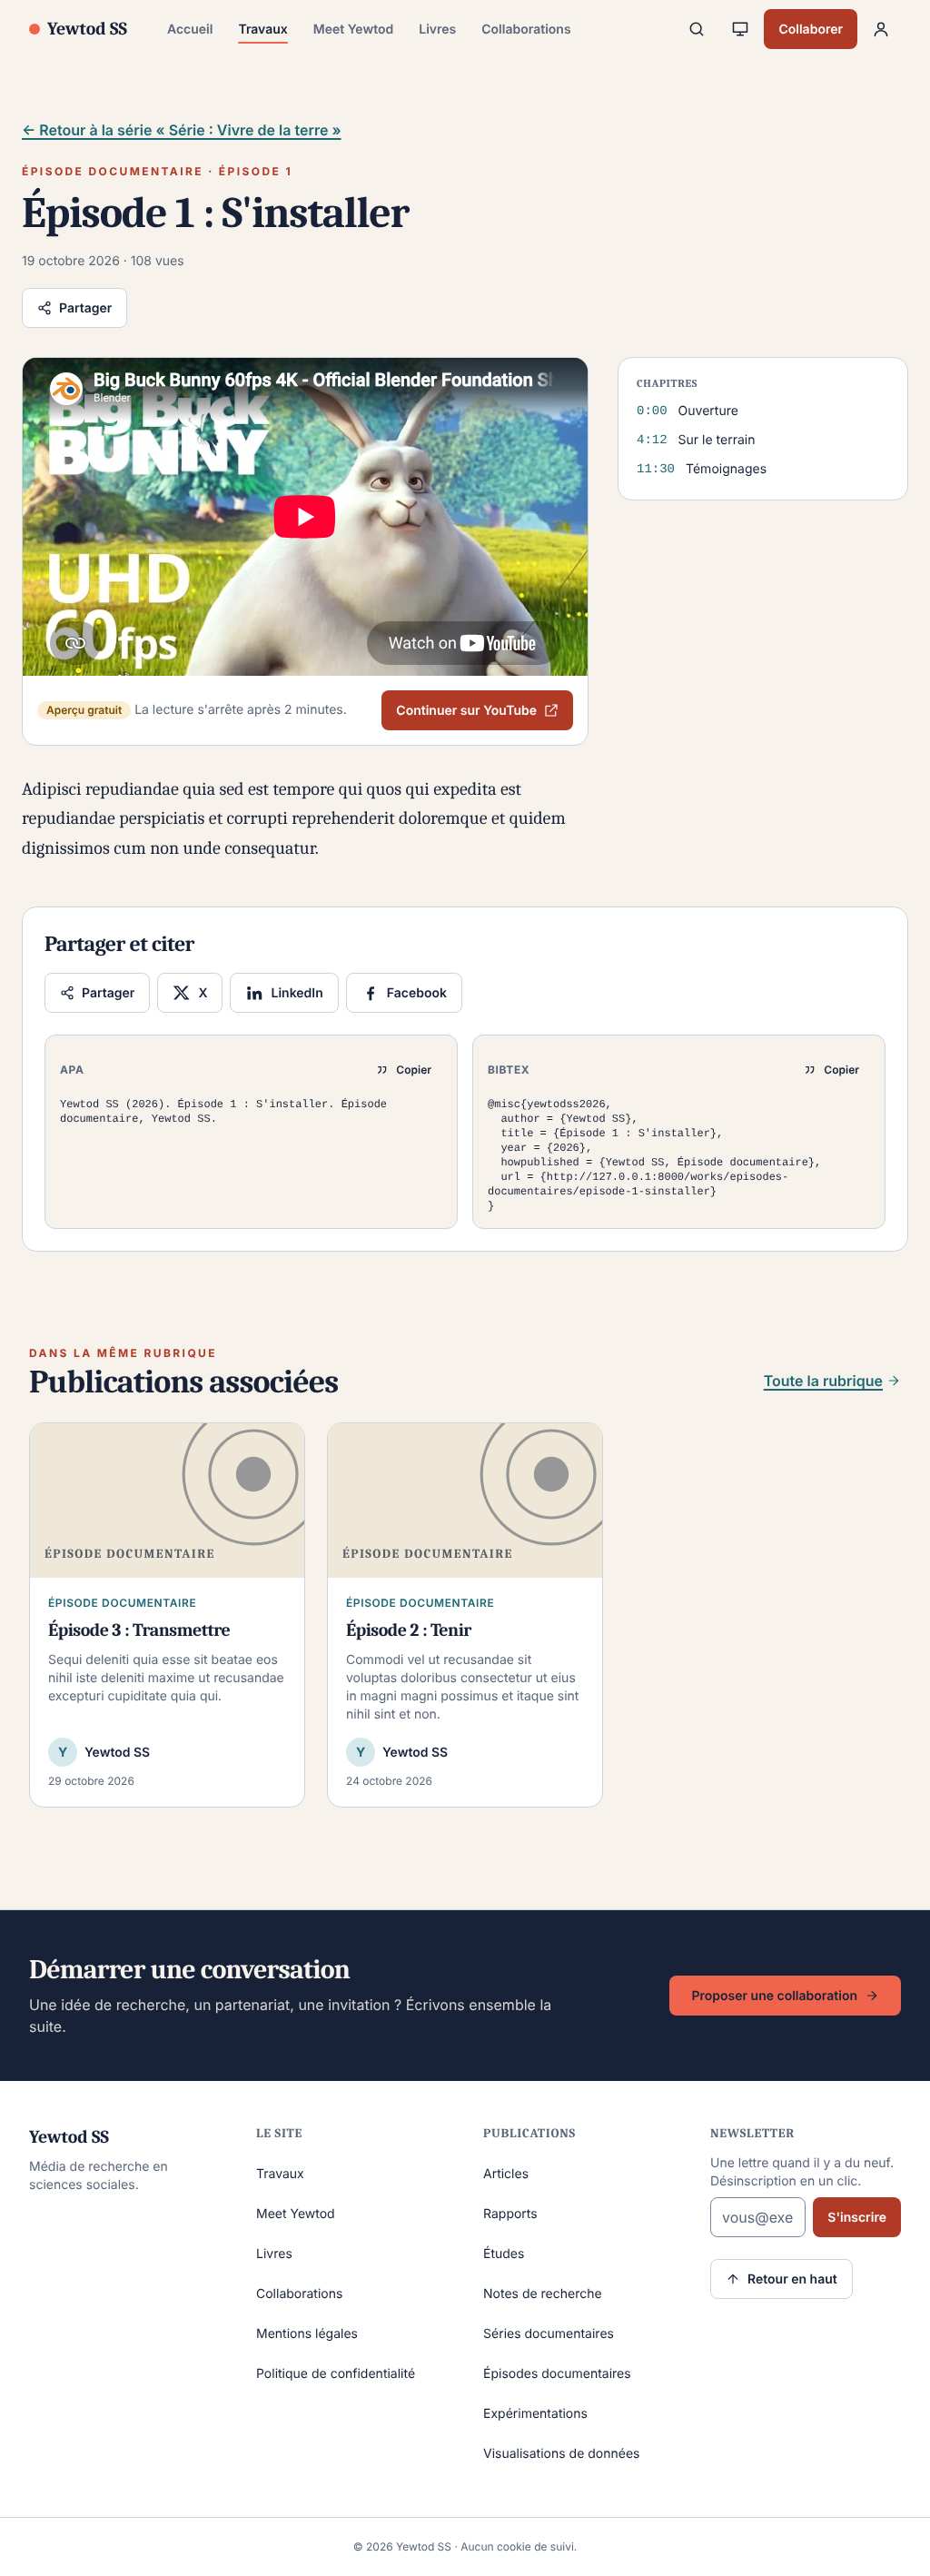 Yewtod SS
Accueil
Travaux
Meet Yewtod
Livres
Collaborations
Collaborer
← Retour à la série « Série : Vivre de la terre »
ÉPISODE DOCUMENTAIRE · ÉPISODE 1
Épisode 1 : S'installer
19 octobre 2026 · 108 vues
Partager
Big Buck Bunny 60fps 4K - Official Blender Foundation
Blender
Big Buck
BUNNY
UHD
60fps
Watch on YouTube
Aperçu gratuit La lecture s'arrête après 2 minutes.
Continuer sur YouTube
CHAPITRES
0:00 Ouverture
4:12 Sur le terrain
11:30 Témoignages
Adipisci repudiandae quia sed est tempore qui quos qui expedita est
repudiandae perspiciatis et corrupti reprehenderit doloremque et quidem
dignissimos cum non unde consequatur.
Partager et citer
Partager
X
LinkedIn
Facebook
APA
Copier
Yewtod SS (2026). Épisode 1 : S'installer. Épisode
documentaire, Yewtod SS.
BIBTEX
Copier
@misc{yewtodss2026,
author = {Yewtod SS},
title = {Épisode 1 : S'installer},
year = {2026},
howpublished = {Yewtod SS, Épisode documentaire},
url = {http://127.0.0.1:8000/works/episodes-
documentaires/episode-1-sinstaller}
}
DANS LA MÊME RUBRIQUE
Publications associées
Toute la rubrique →
ÉPISODE DOCUMENTAIRE
ÉPISODE DOCUMENTAIRE
Épisode 3 : Transmettre
Sequi deleniti quia esse sit beatae eos
nihil iste deleniti maxime ut recusandae
excepturi cupiditate quia qui.
Y
Yewtod SS
29 octobre 2026
ÉPISODE DOCUMENTAIRE
ÉPISODE DOCUMENTAIRE
Épisode 2 : Tenir
Commodi vel ut recusandae sit
voluptas doloribus consectetur ut eius
in magni magni possimus et itaque sint
nihil sint et non.
Y
Yewtod SS
24 octobre 2026
Démarrer une conversation
Une idée de recherche, un partenariat, une invitation ? Écrivons ensemble la
suite.
Proposer une collaboration →
Yewtod SS
Média de recherche en
sciences sociales.
LE SITE
Travaux
Meet Yewtod
Livres
Collaborations
Mentions légales
Politique de confidentialité
PUBLICATIONS
Articles
Rapports
Études
Notes de recherche
Séries documentaires
Épisodes documentaires
Expérimentations
Visualisations de données
NEWSLETTER
Une lettre quand il y a du neuf.
Désinscription en un clic.
vous@exe
S'inscrire
↑ Retour en haut
© 2026 Yewtod SS · Aucun cookie de suivi.